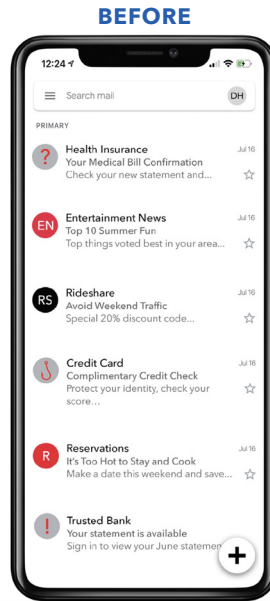 BEFORE
12:24
Search mail DH
PRIMARY
? Health Insurance Jul 16
Your Medical Bill Confirmation
Check your new statement and...
EN Entertainment News Jul 16
Top 10 Summer Fun
Top things voted best in your area...
RS Rideshare Jul 16
Avoid Weekend Traffic
Special 20% discount code...
Credit Card Jul 16
Complimentary Credit Check
Protect your identity, check your
score...
R Reservations Jul 16
It's Too Hot to Stay and Cook
Make a date this weekend and save...
! Trusted Bank
Your statement is available
Sign in to view your June statemen
+